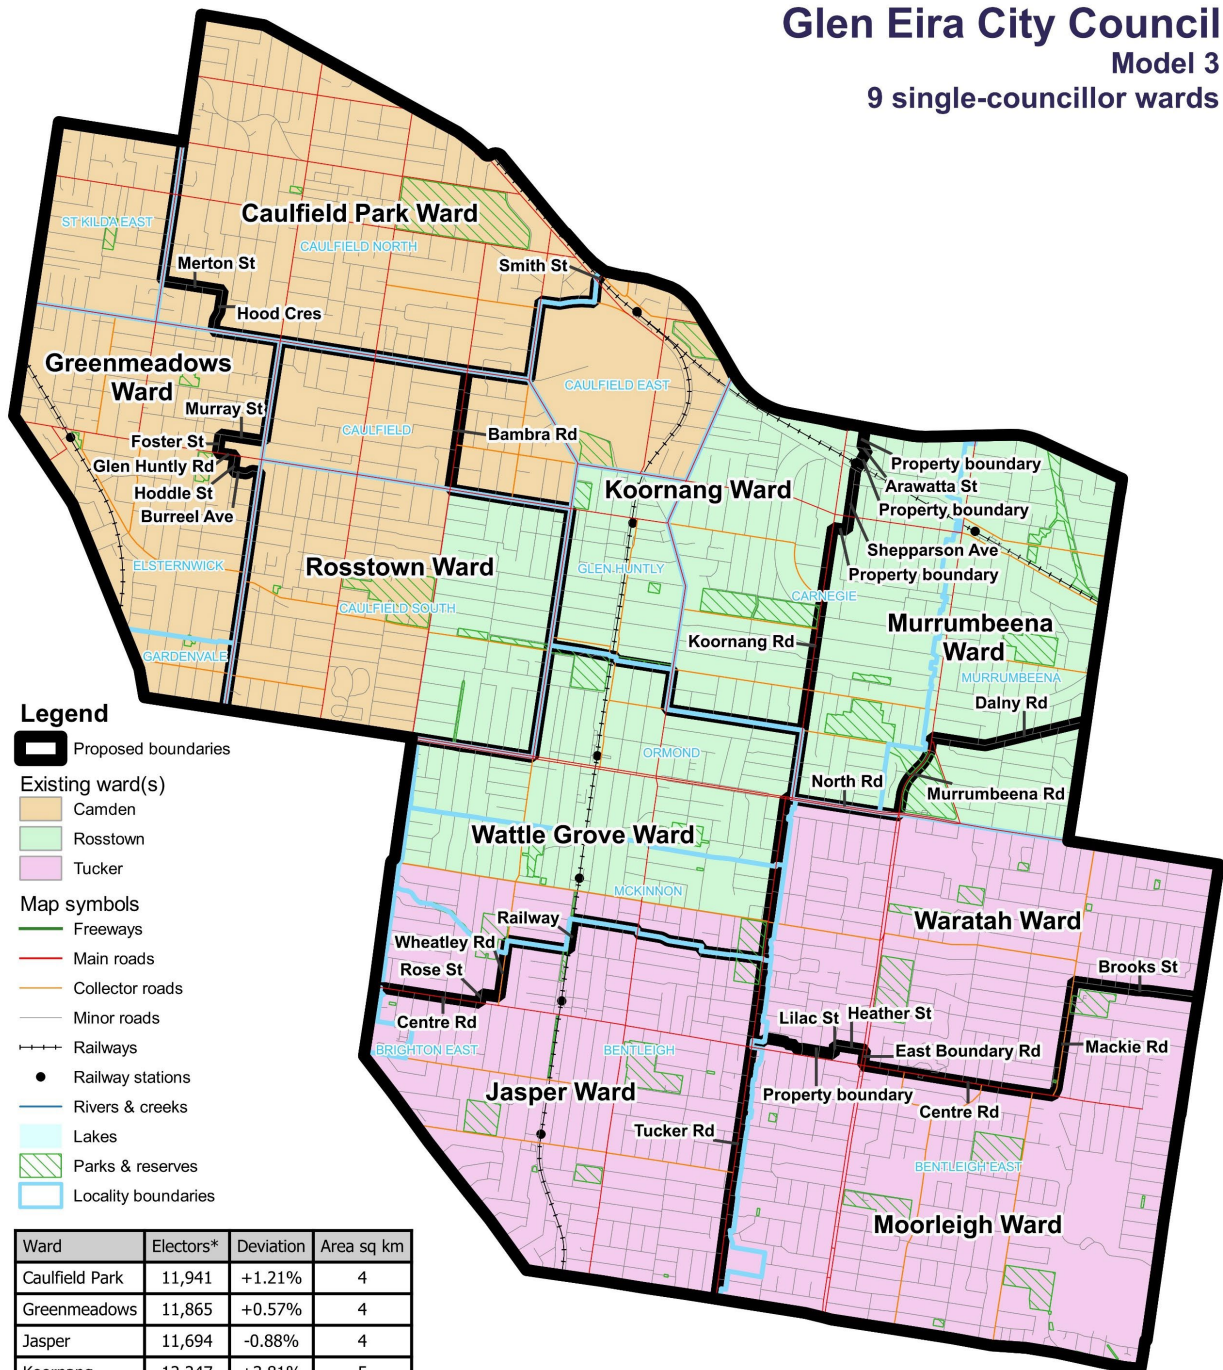 Glen Eira City Council
Model 3
9 single-councillor wards
Caulfield Park Ward
ST KILDA EAST
CAULFIELD NORTH
Merton St
Smith St
Hood Cres
Greenmeadows
Ward
CAULFIELD EAST
Murray St
CAULFIELD
Bambra Rd
Foster St
Glen Huntly Rd
Hoddle St
Burreel Ave
Koornang Ward
Property boundary
Arawatta St
Property boundary
Shepparson Ave
Property boundary
ELSTERNWICK
Rosstown Ward
GLEN HUNTLY
CARNEGIE
CAULFIELD SOUTH
Murrumbeena
Ward
Koornang Rd
GARDENVALE
MURRUMBEENA
Dalny Rd
ORMOND
North Rd
Murrumbeena Rd
Wattle Grove Ward
MCKINNON
Railway
Waratah Ward
Wheatley Rd
Rose St
Brooks St
Centre Rd
Lilac St
Heather St
BRIGHTON EAST
BENTLEIGH
East Boundary Rd
Mackie Rd
Jasper Ward
Property boundary
Centre Rd
Tucker Rd
BENTLEIGH EAST
Moorleigh Ward
Legend
Proposed boundaries
Existing ward(s)
Camden
Rosstown
Tucker
Map symbols
Freeways
Main roads
Collector roads
Minor roads
Railways
Railway stations
Rivers & creeks
Lakes
Parks & reserves
Locality boundaries
Ward Electors* Deviation Area sq km
Caulfield Park 11,941 +1.21% 4
Greenmeadows 11,865 +0.57% 4
Jasper 11,694 -0.88% 4
Koornang 12,247 +3.81% 5